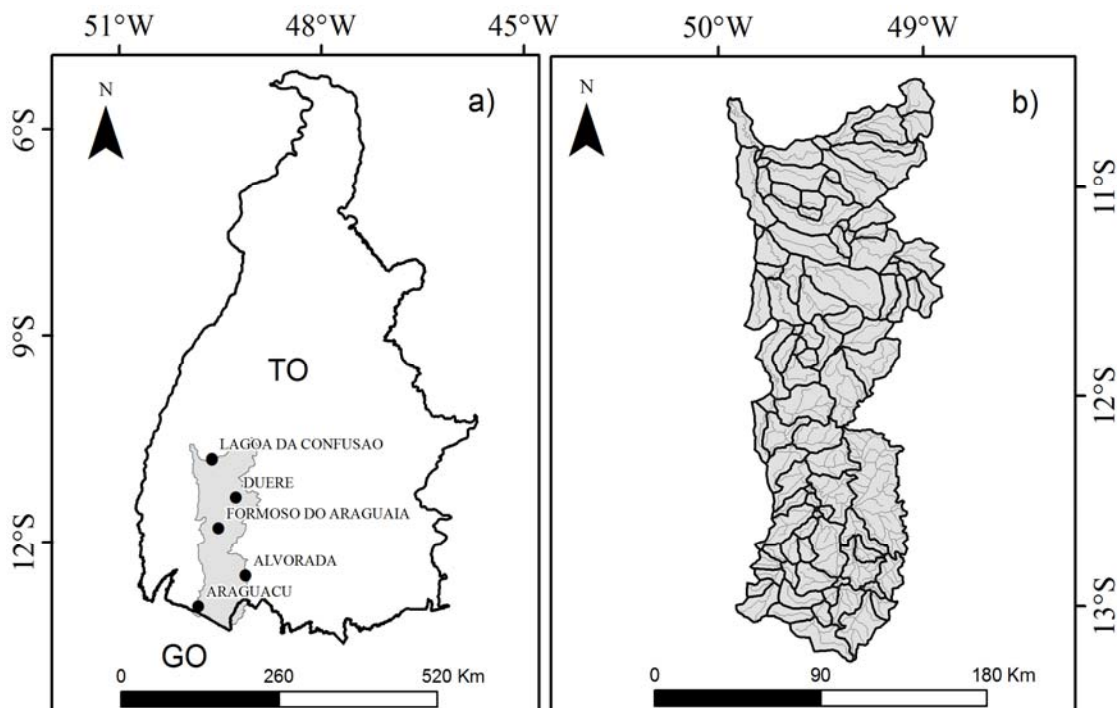 51°W 48°W 45°W
50°W 49°W
N
a)
N
b)
6°S
9°S
12°S
TO
LAGOA DA CONFUSAO
DUERE
FORMOSO DO ARAGUAIA
ALVORADA
ARAGUACU
GO
0 260 520 Km
11°S
12°S
13°S
0 90 180 Km